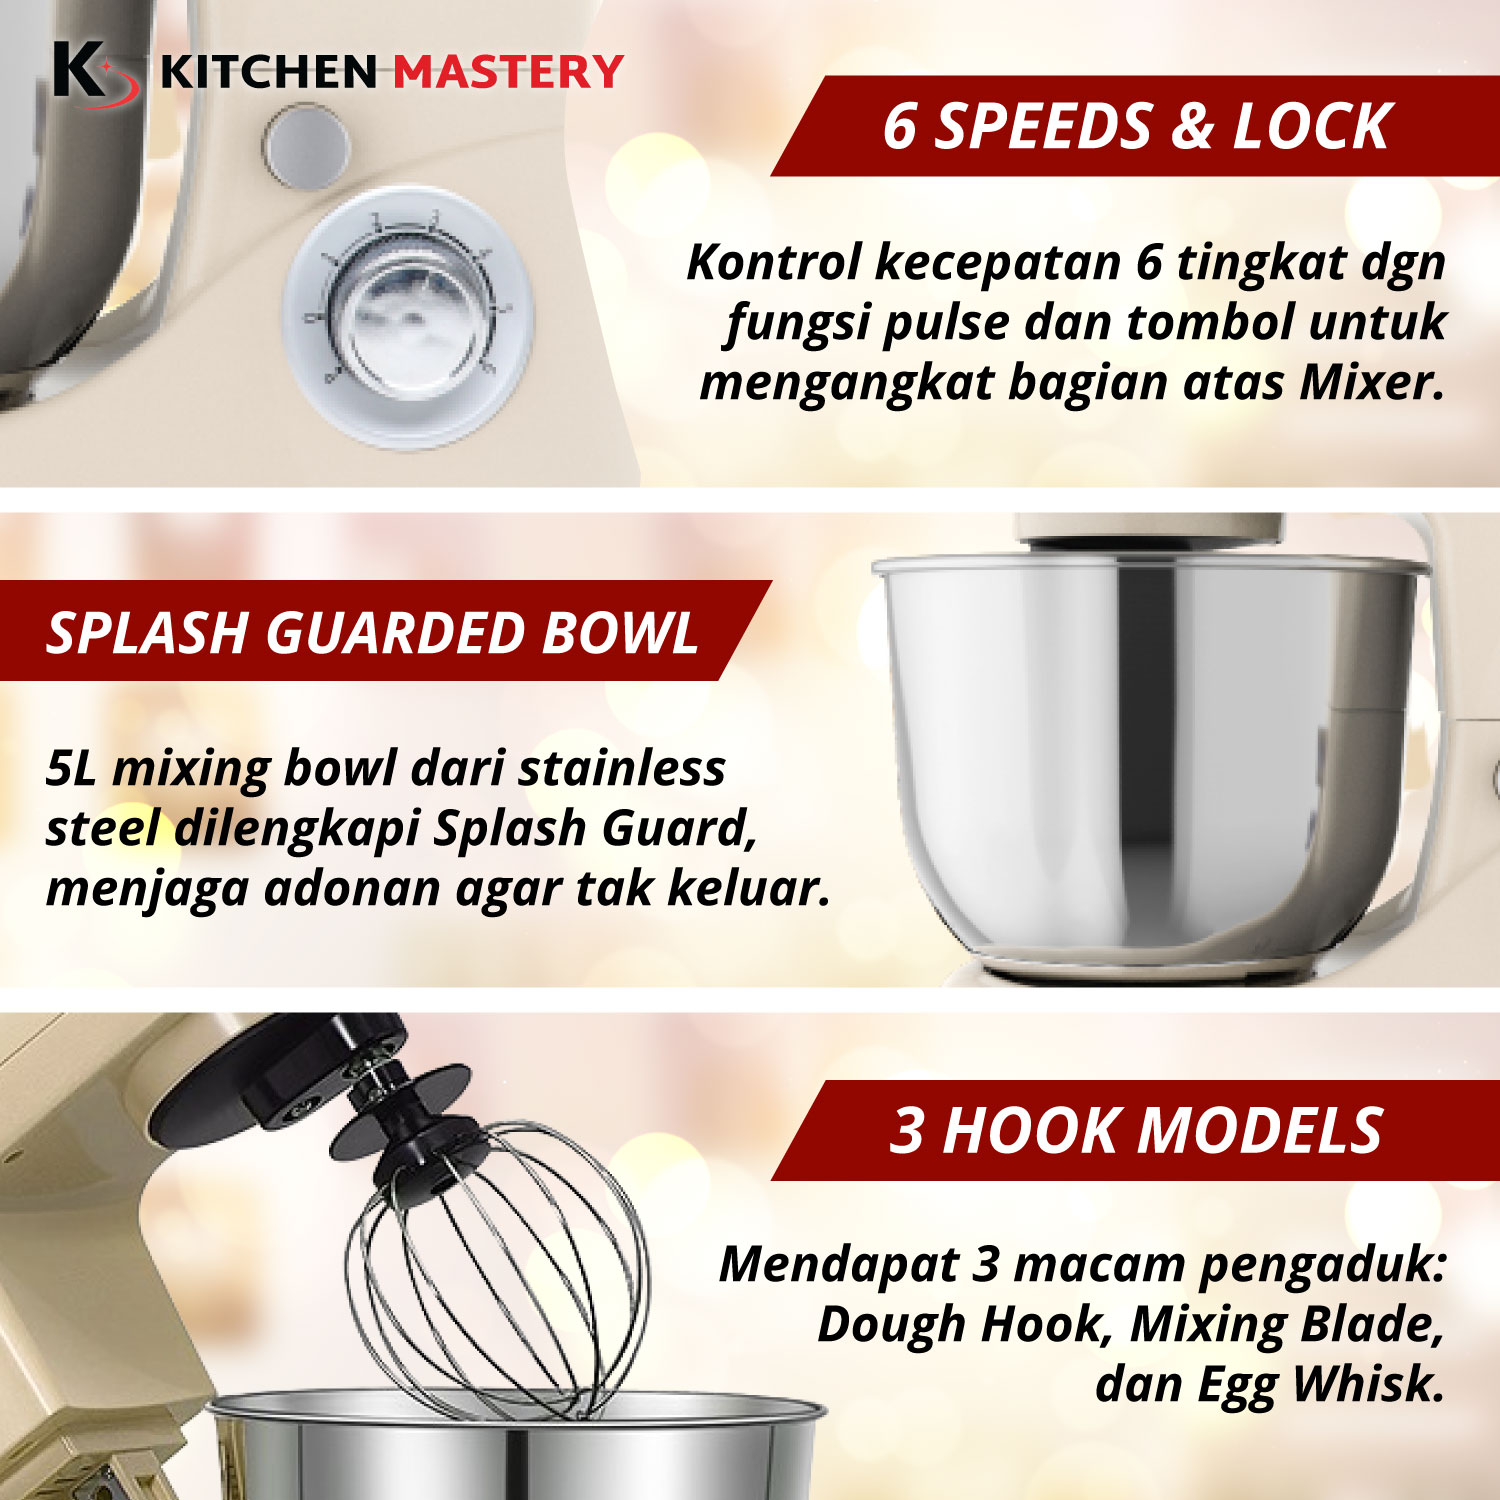 K KITCHEN MASTERY
6 SPEEDS & LOCK
Kontrol kecepatan 6 tingkat dgn
fungsi pulse dan tombol untuk
mengangkat bagian atas Mixer.
SPLASH GUARDED BOWL
5L mixing bowl dari stainless
steel dilengkapi Splash Guard,
menjaga adonan agar tak keluar.
3 HOOK MODELS
Mendapat 3 macam pengaduk:
Dough Hook, Mixing Blade,
dan Egg Whisk.